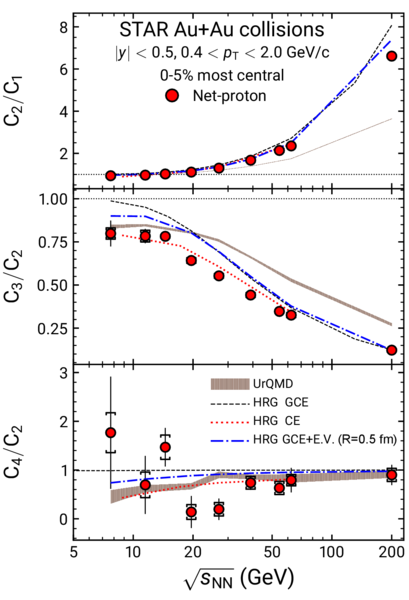 STAR Au+Au collisions
|y| < 0.5, 0.4 < p_T < 2.0 GeV/c
0-5% most central
Net-proton
C₂/C₁
8
6
4
2
C₃/C₂
1.00
0.75
0.50
0.25
C₄/C₂
3
2
1
0
UrQMD
HRG GCE
HRG CE
HRG GCE+E.V. (R=0.5 fm)
5 10 20 50 100 200
√s_NN (GeV)